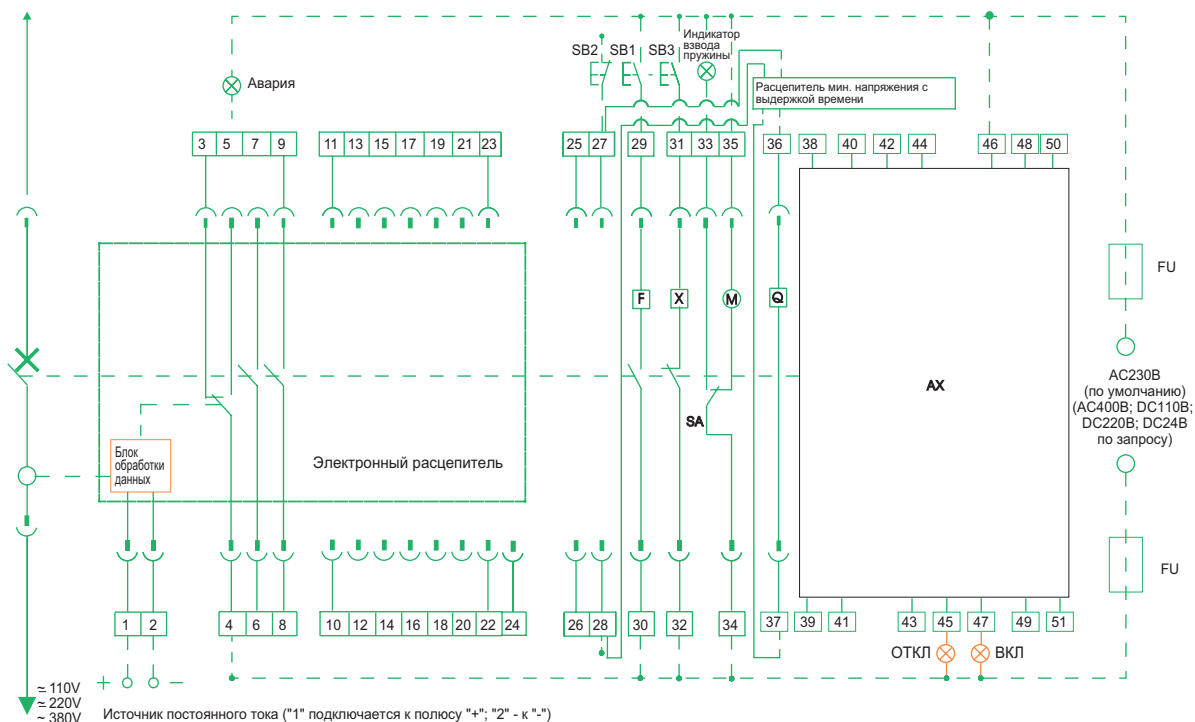 Индикатор
взвода
пружины
SB2 SB1 SB3
Авария
Расцепитель мин. напряжения с
выдержкой времени
3 5 7 9 11 13 15 17 19 21 23 25 27 29 31 33 35 36 38 40 42 44 46 48 50
FU
F X M Q
AC230В
(по умолчанию)
(AC400В; DC110В;
DC220В; DC24В
по запросу)
AX
SA
Блок
обработки
данных
Электронный расцепитель
FU
1 2 4 6 8 10 12 14 16 18 20 22 24 26 28 30 32 34 37 39 41 43 45 47 49 51
ОТКЛ ВКЛ
+ –
≂ 110V
≂ 220V
~ 380V
Источник постоянного тока ("1" подключается к полюсу "+"; "2" - к "-")